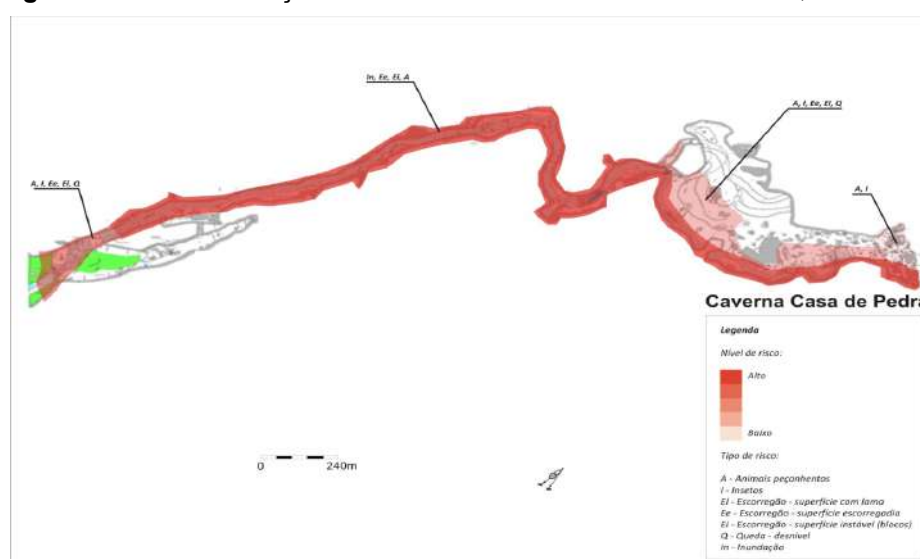 In, Ee, El, A
A, I, Ee, El, Q
A, I
A, I, Ee, El, Q
Caverna Casa de Pedra
Legenda
Nível de risco:
Alto
Baixo
0 240m
Tipo de risco:
A - Animais peçonhentos
I - Insetos
El - Escorregão - superfície com lama
Ee - Escorregão - superfície escorregadia
Ei - Escorregão - superfície instável (blocos)
Q - Queda - desnível
In - Inundação